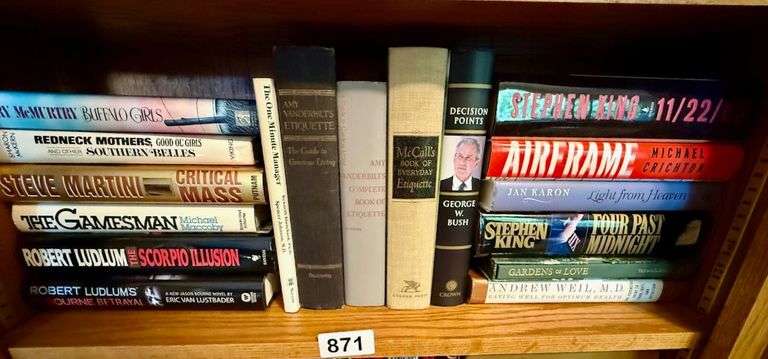 McMURTRY BUFFALO GIRLS
SHARON McKERN
REDNECK MOTHERS, GOOD OL' GIRLS
AND OTHER SOUTHERN BELLES
STEVE MARTINI CRITICAL
MASS PUTNAM
THE GAMESMAN Michael
Maccoby
ROBERT LUDLUM THE SCORPIO ILLUSION
ROBERT LUDLUM'S
BOURNE BETRAYAL
A NEW JASON BOURNE NOVEL BY
ERIC VAN LUSTBADER
The One Minute Manager
AMY
VANDERBILT'S
ETIQUETTE
The Guide to
Gracious Living
AMY
VANDERBILT'S
COMPLETE
BOOK OF
ETIQUETTE
McCall's
BOOK OF
EVERYDAY
Etiquette
DECISION
POINTS
GEORGE
W.
BUSH
CROWN
STEPHEN KING 11/22/
AIRFRAME MICHAEL
CRICHTON
JAN KARON Light from Heaven
STEPHEN
KING
FOUR PAST
MIDNIGHT
GARDENS OF LOVE
ANDREW WEIL, M.D.
EATING WELL FOR OPTIMUM HEALTH
871